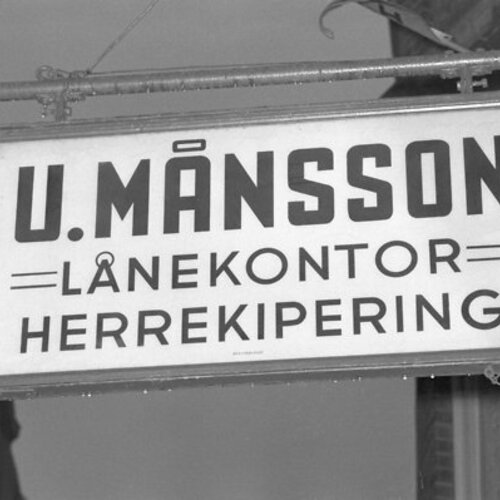 U. MÅNSSON
LÅNEKONTOR
HERREKIPERING